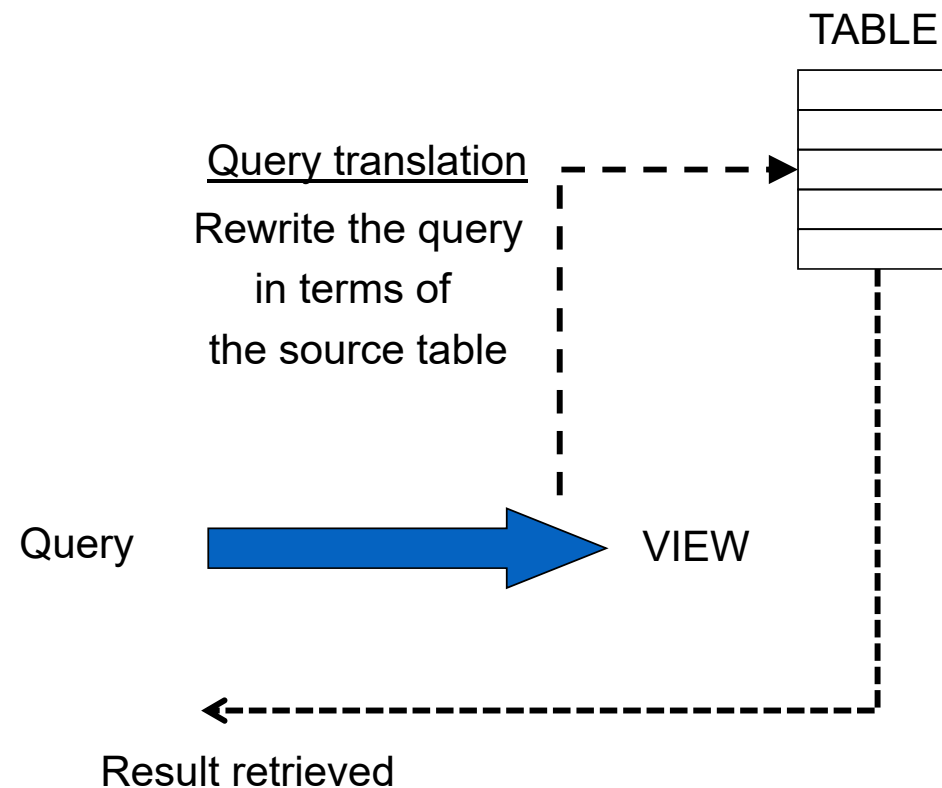 TABLE
Query translation
Rewrite the query
in terms of
the source table
Query
VIEW
Result retrieved